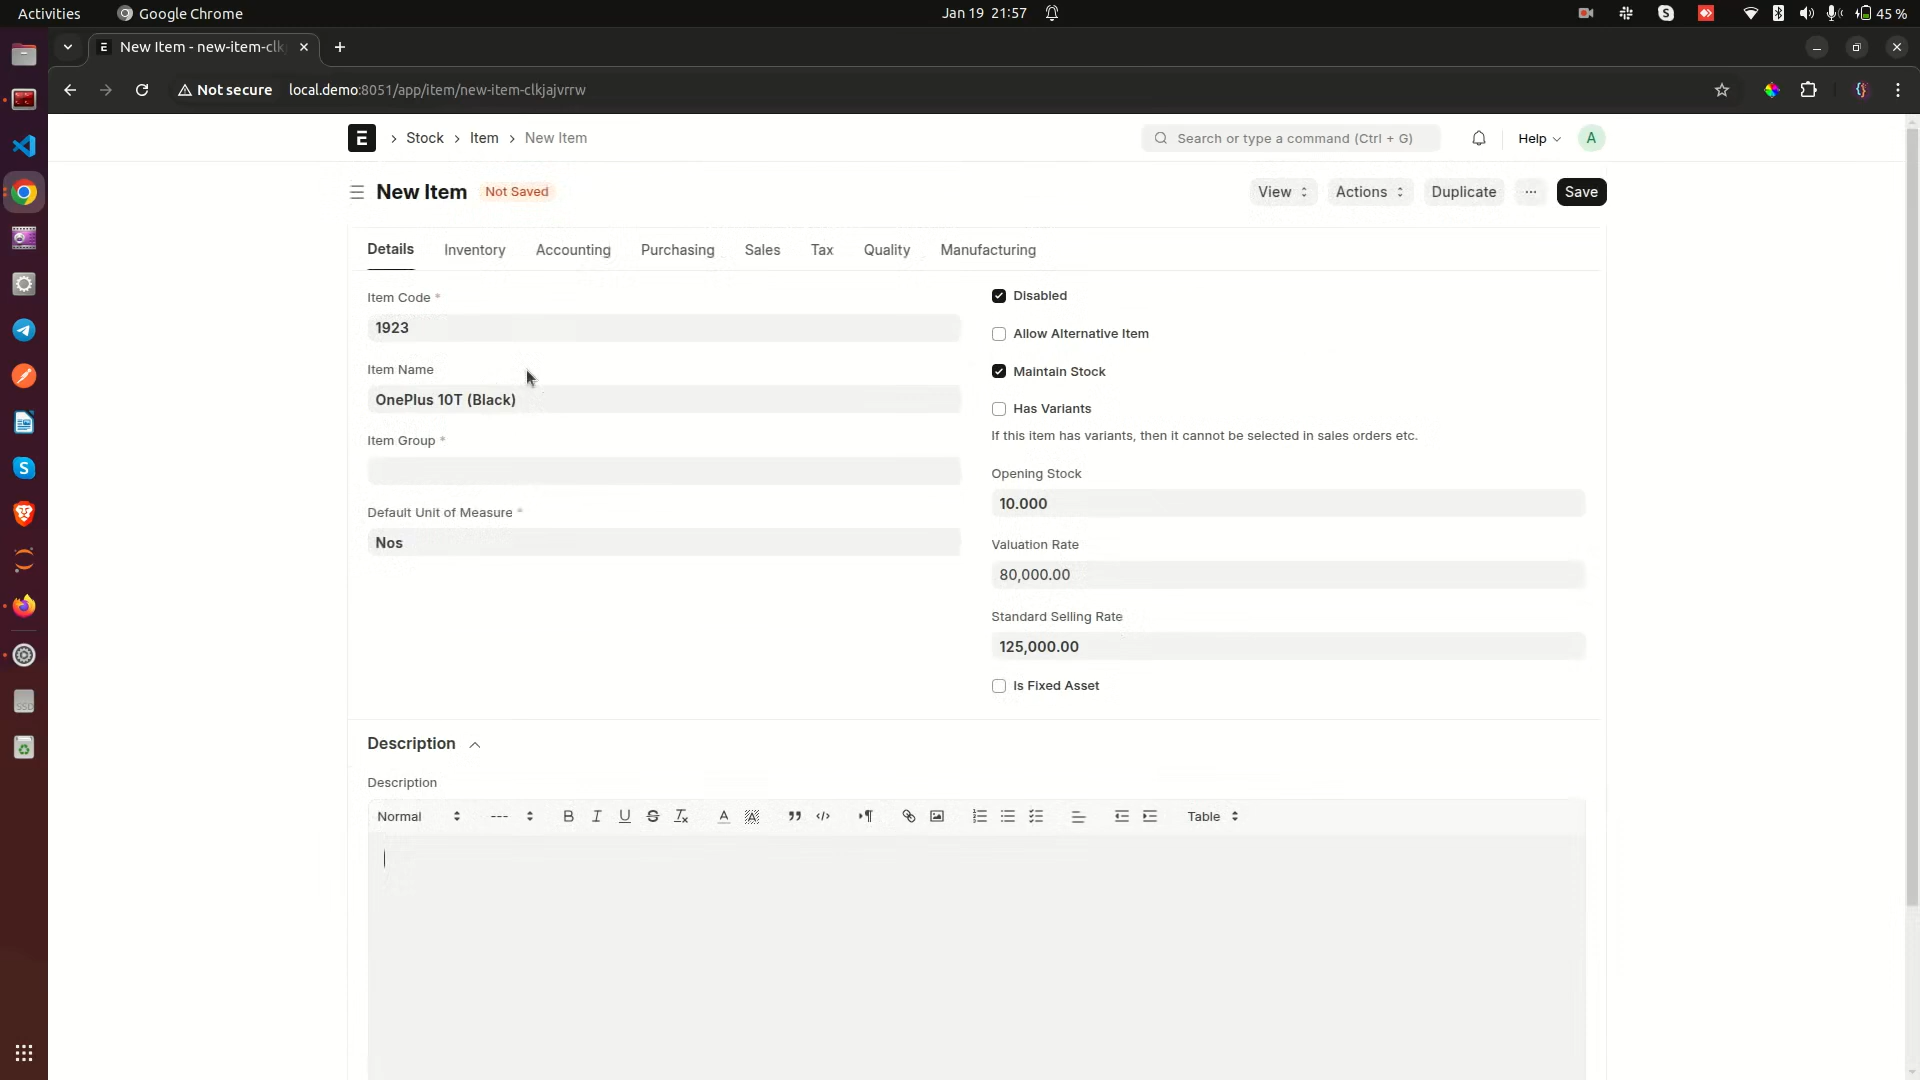 Activities
Google Chrome
Jan 19 21:57
45 %
New Item - new-item-clk
Not secure
local.demo:8051/app/item/new-item-clkjajvrrw
E
Stock
Item
New Item
Search or type a command (Ctrl + G)
Help
A
New Item
Not Saved
View
Actions
Duplicate
Save
Details
Inventory
Accounting
Purchasing
Sales
Tax
Quality
Manufacturing
Item Code *
1923
Item Name
OnePlus 10T (Black)
Item Group *
Default Unit of Measure *
Nos
Disabled
Allow Alternative Item
Maintain Stock
Has Variants
If this item has variants, then it cannot be selected in sales orders etc.
Opening Stock
10.000
Valuation Rate
80,000.00
Standard Selling Rate
125,000.00
Is Fixed Asset
Description
Description
Normal
---
Table